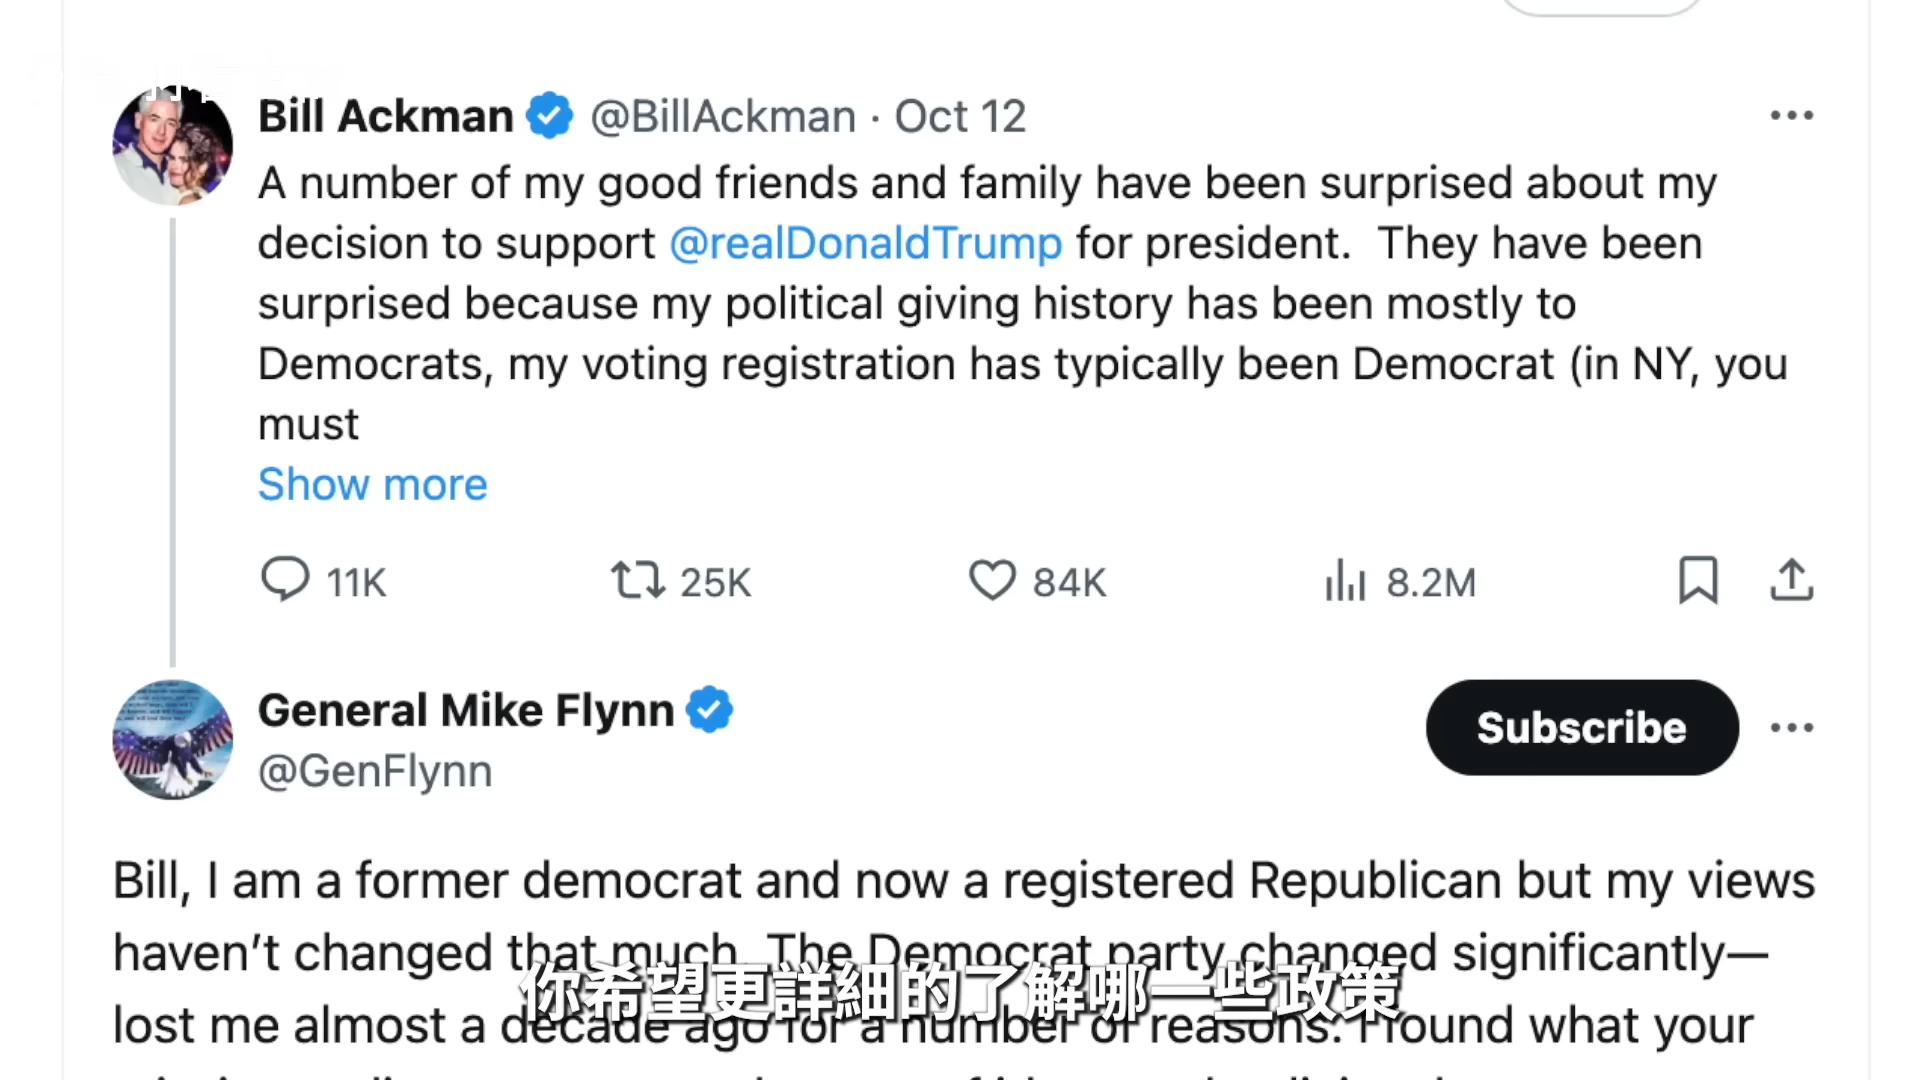 Bill Ackman @BillAckman · Oct 12
A number of my good friends and family have been surprised about my
decision to support @realDonaldTrump for president.  They have been
surprised because my political giving history has been mostly to
Democrats, my voting registration has typically been Democrat (in NY, you
must
Show more
11K 25K 84K 8.2M
General Mike Flynn
Subscribe
@GenFlynn
Bill, I am a former democrat and now a registered Republican but my views
haven’t changed that much. The Democrat party changed significantly—
你希望更詳細的了解哪一些政策
lost me almost a decade ago for a number of reasons. I found what your